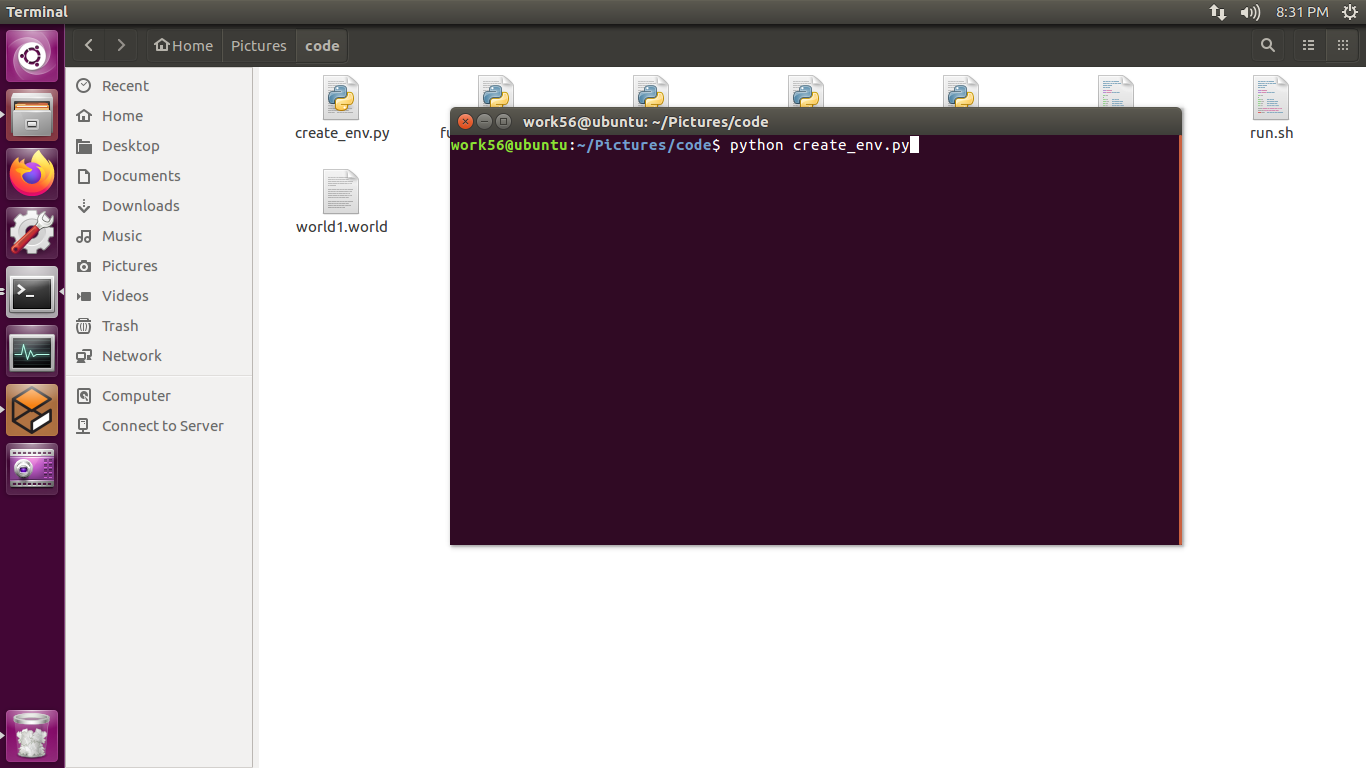 Terminal
8:31 PM
Home
Pictures
code
Recent
Home
Desktop
Documents
Downloads
Music
Pictures
Videos
Trash
Network
Computer
Connect to Server
create_env.py
run.sh
world1.world
work56@ubuntu: ~/Pictures/code
work56@ubuntu:~/Pictures/code$ python create_env.py